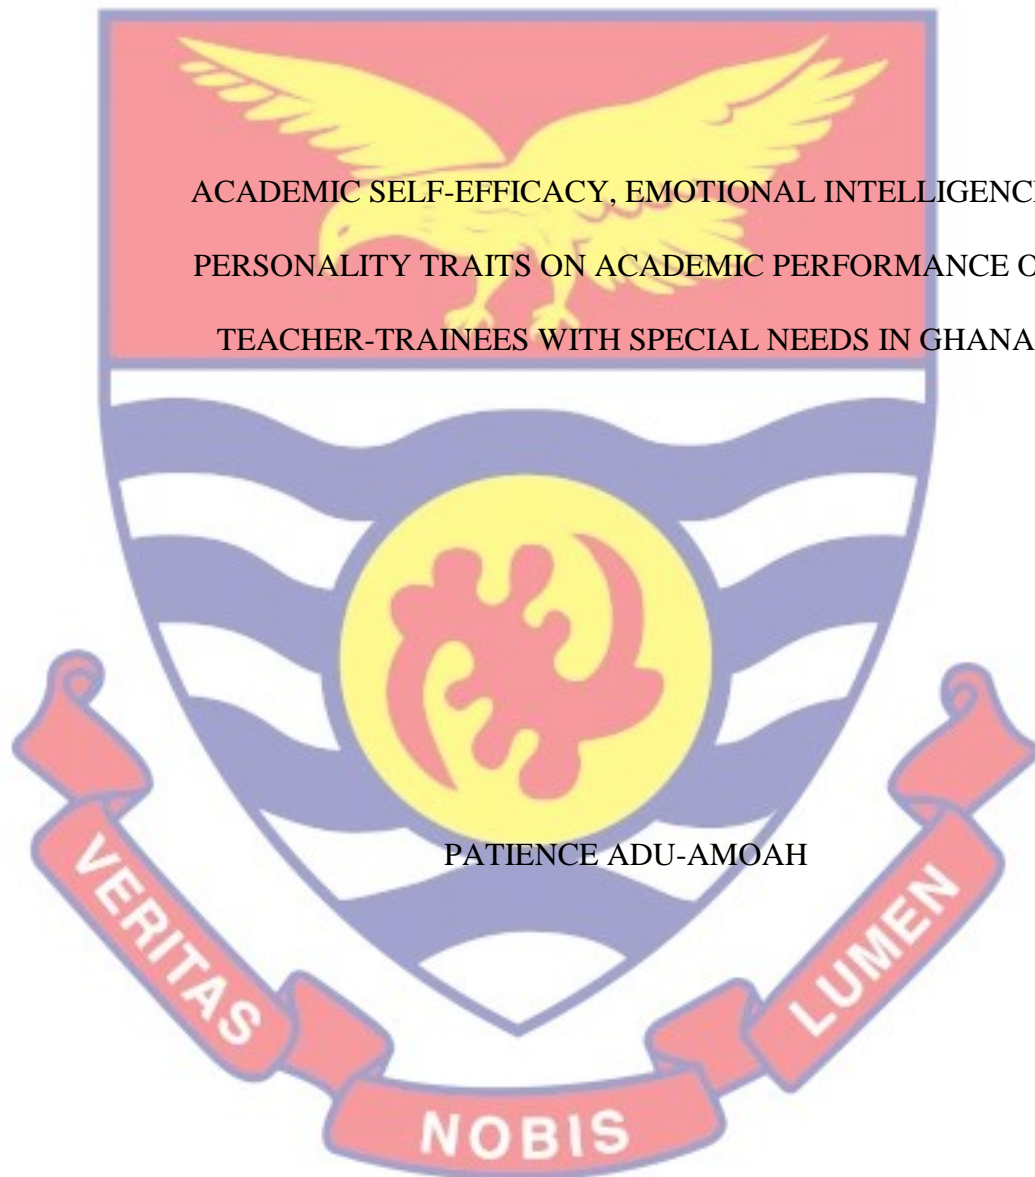 ACADEMIC SELF-EFFICACY, EMOTIONAL INTELLIGENCE
PERSONALITY TRAITS ON ACADEMIC PERFORMANCE O
TEACHER-TRAINEES WITH SPECIAL NEEDS IN GHANA
PATIENCE ADU-AMOAH
VERITAS
NOBIS
LUMEN